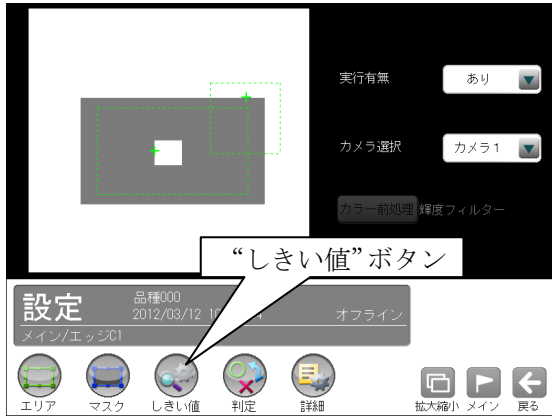 実行有無 あり
カメラ選択 カメラ1
カラー前処理 輝度フィルター
“しきい値”ボタン
設定 品種000
2012/03/12 オフライン
メイン/エッジC1
エリア マスク しきい値 判定 詳細 拡大縮小 メイン 戻る